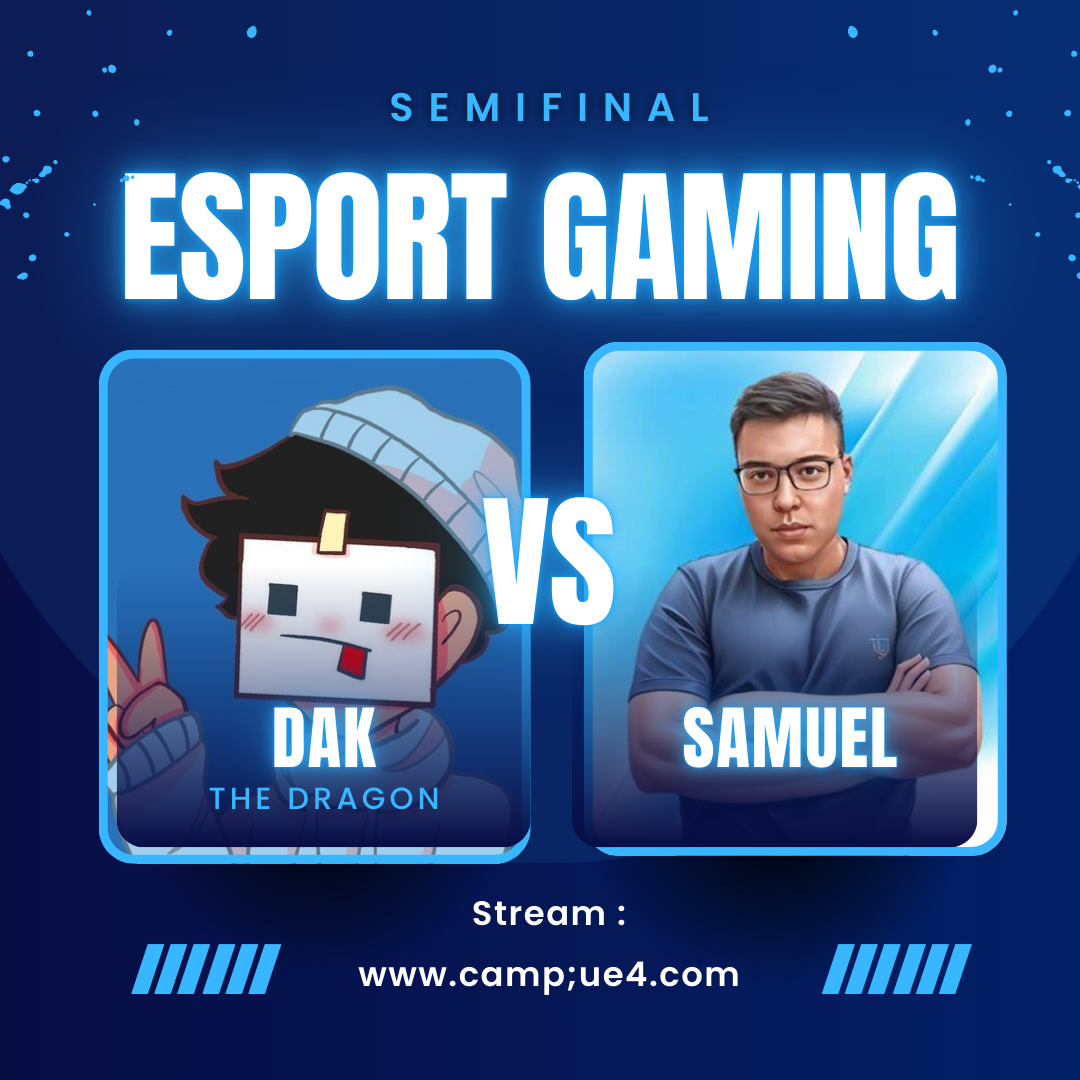 SEMIFINAL
ESPORT GAMING
VS
DAK
THE DRAGON
SAMUEL
Stream :
www.camp;ue4.com